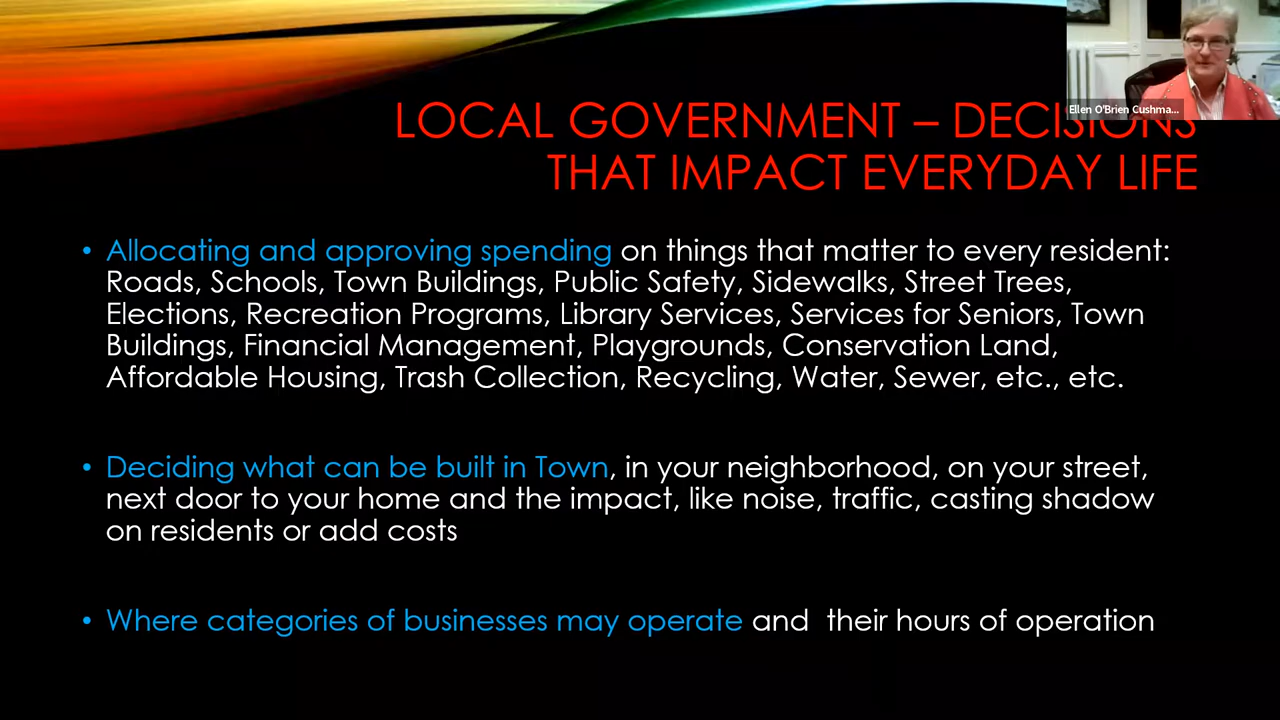 Ellen O'Brien Cushma...
LOCAL GOVERNMENT – DECISIONS
THAT IMPACT EVERYDAY LIFE
• Allocating and approving spending on things that matter to every resident:
Roads, Schools, Town Buildings, Public Safety, Sidewalks, Street Trees,
Elections, Recreation Programs, Library Services, Services for Seniors, Town
Buildings, Financial Management, Playgrounds, Conservation Land,
Affordable Housing, Trash Collection, Recycling, Water, Sewer, etc., etc.
• Deciding what can be built in Town, in your neighborhood, on your street,
next door to your home and the impact, like noise, traffic, casting shadow
on residents or add costs
• Where categories of businesses may operate and  their hours of operation